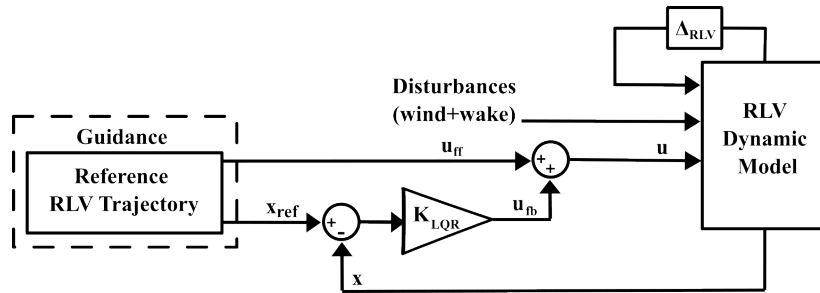 Δ_RLV
Disturbances
(wind+wake)
RLV
Dynamic
Model
Guidance
Reference
RLV Trajectory
u_ff
+
+
u
x_ref
+
-
K_LQR
u_fb
x